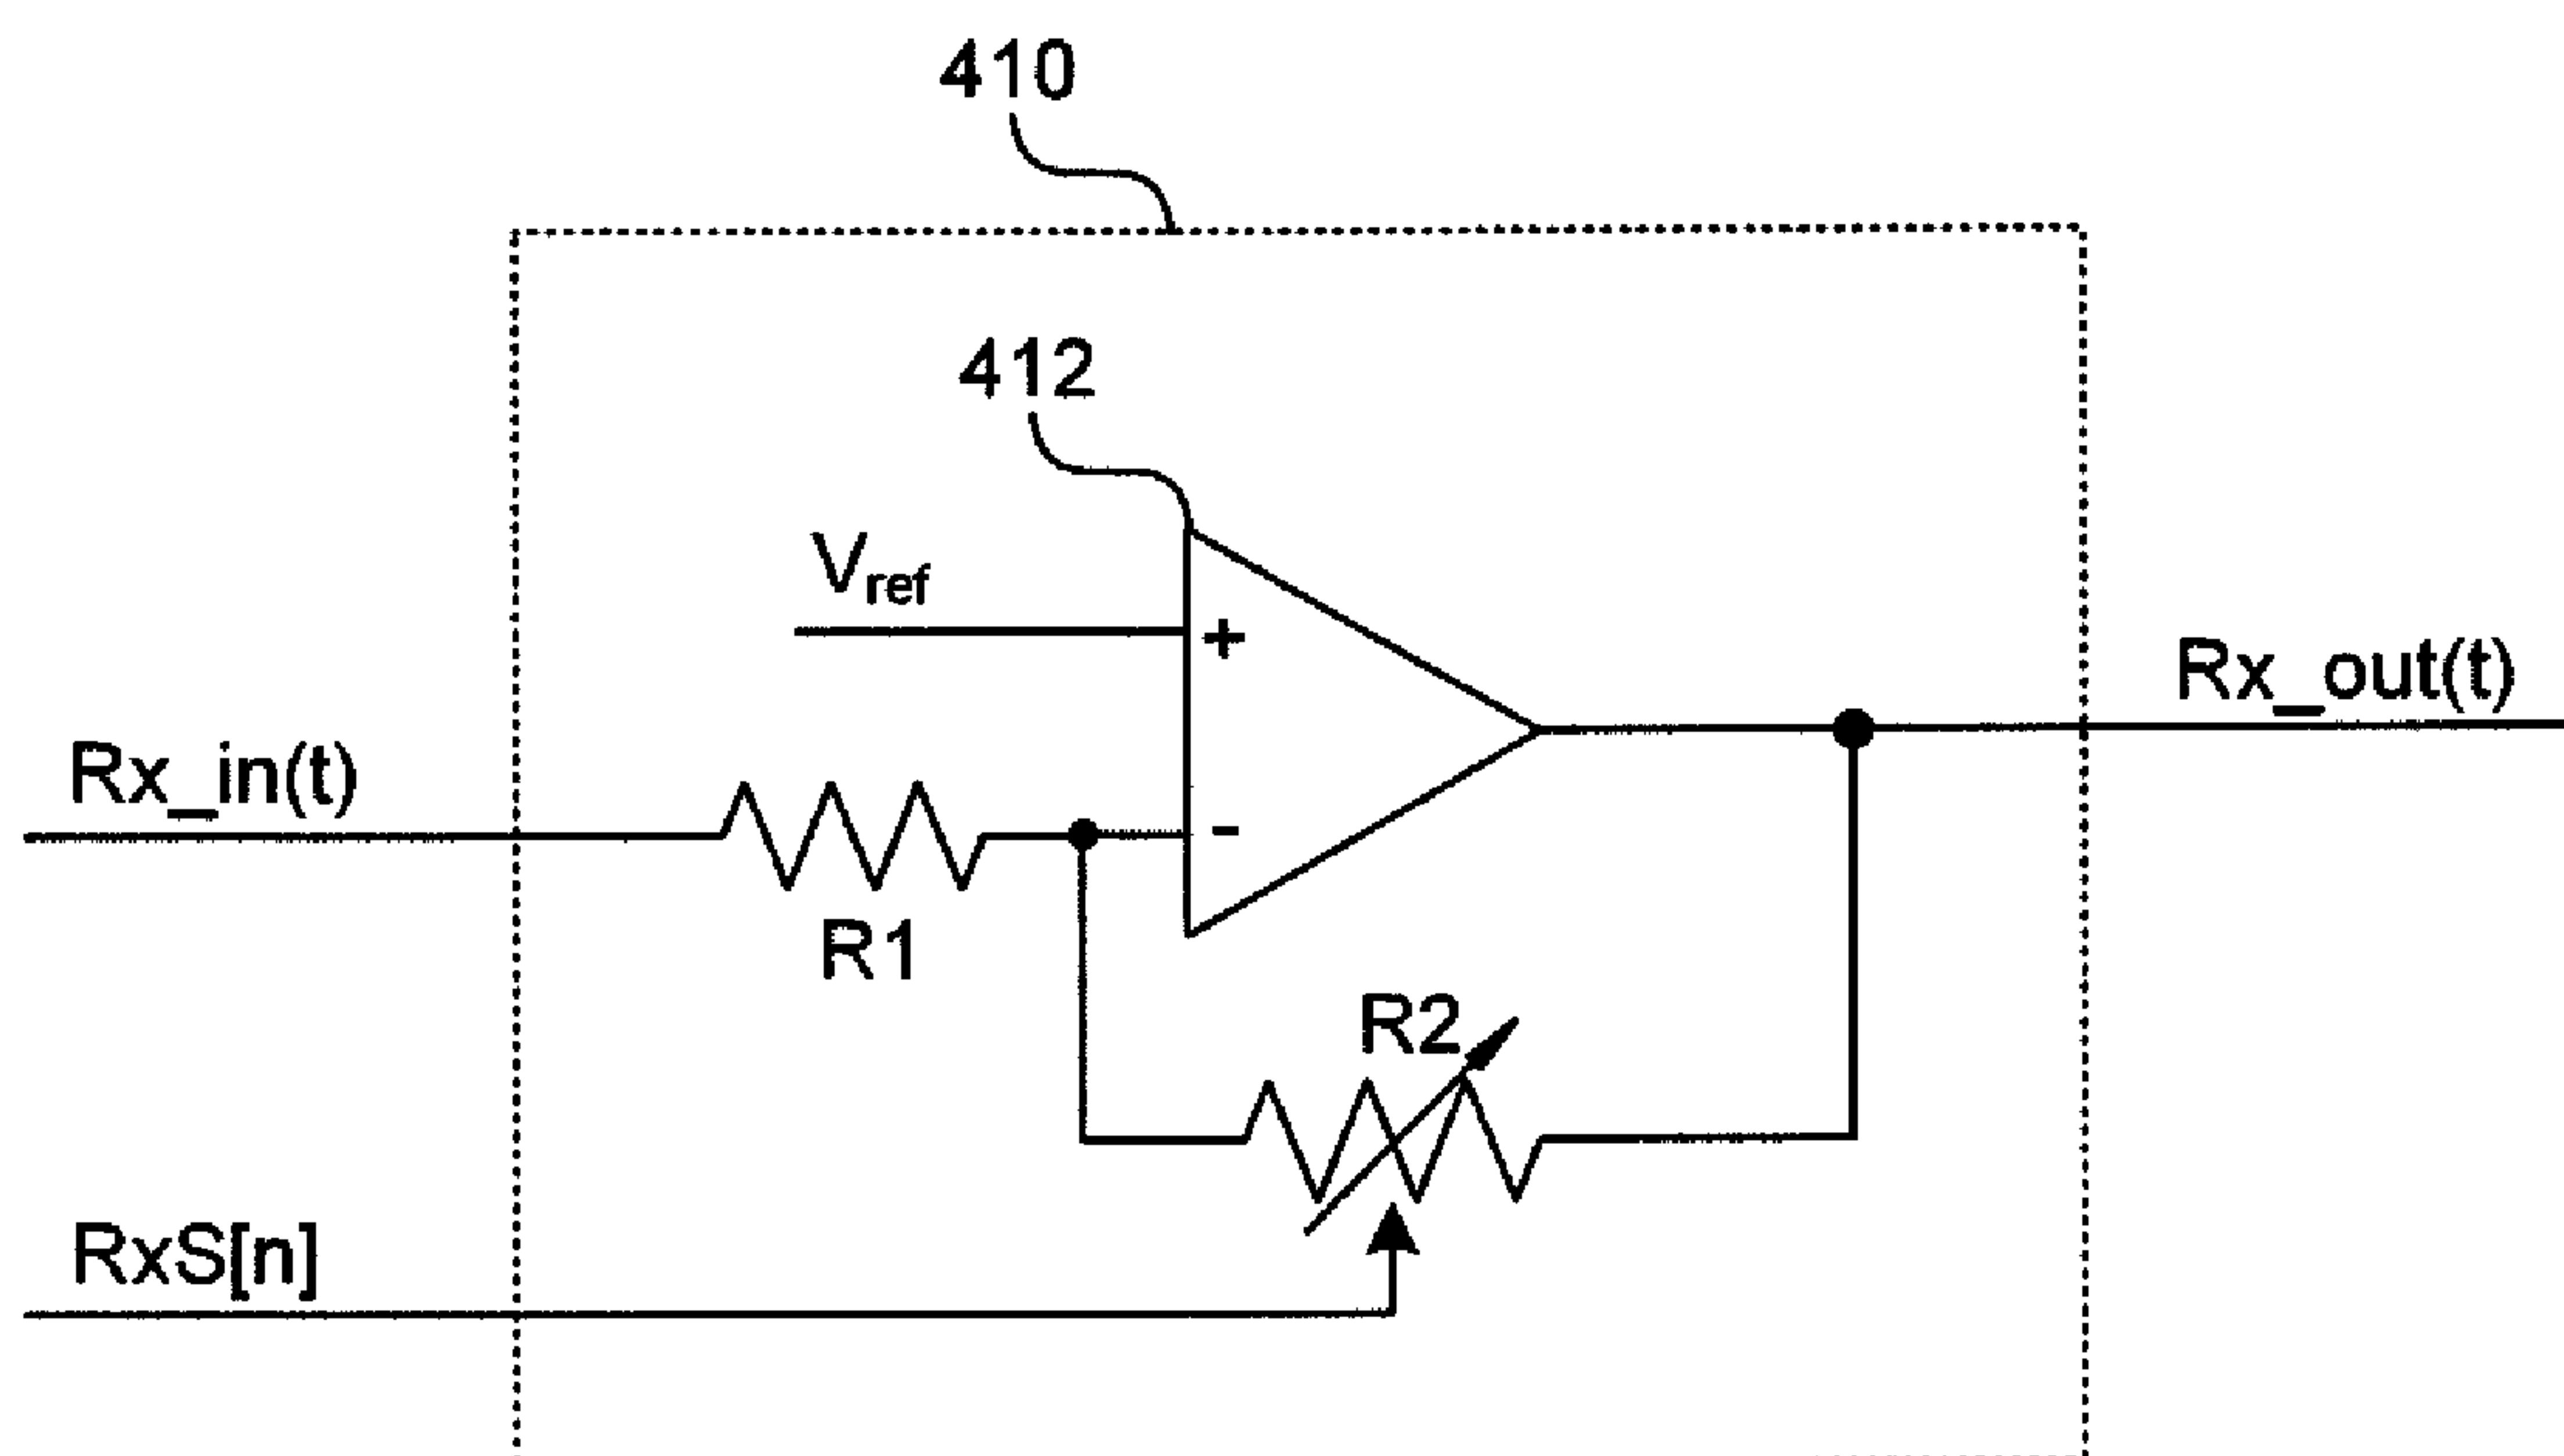 410
412
Vref
+
Rx_out(t)
Rx_in(t)
-
R1
R2
RxS[n]